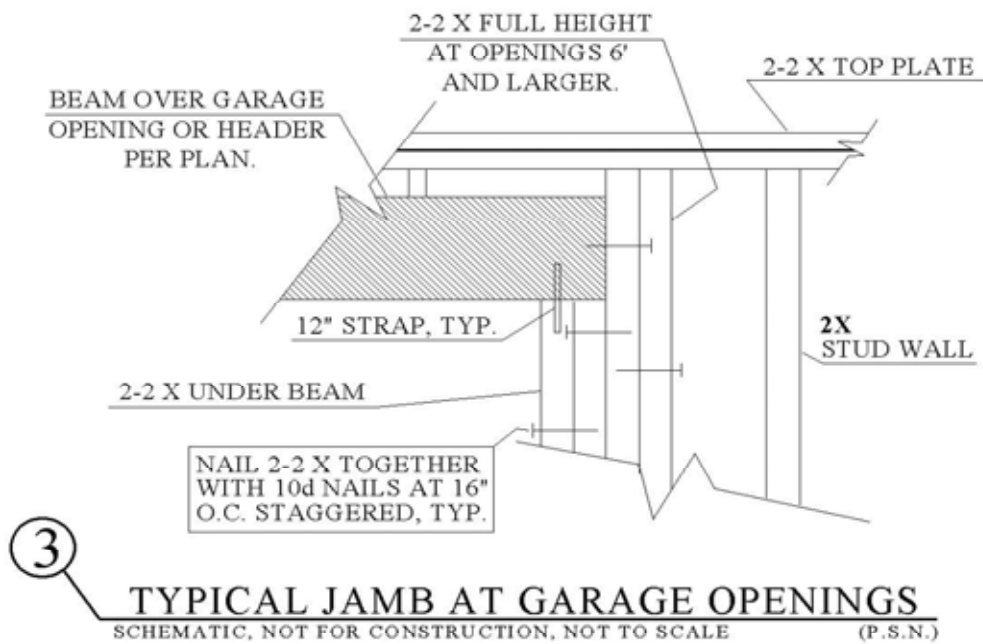 2-2 X FULL HEIGHT
AT OPENINGS 6'
AND LARGER.
2-2 X TOP PLATE
BEAM OVER GARAGE
OPENING OR HEADER
PER PLAN.
12" STRAP, TYP.
2X
STUD WALL
2-2 X UNDER BEAM
NAIL 2-2 X TOGETHER
WITH 10d NAILS AT 16"
O.C. STAGGERED, TYP.
3
TYPICAL JAMB AT GARAGE OPENINGS
SCHEMATIC, NOT FOR CONSTRUCTION, NOT TO SCALE (P.S.N.)